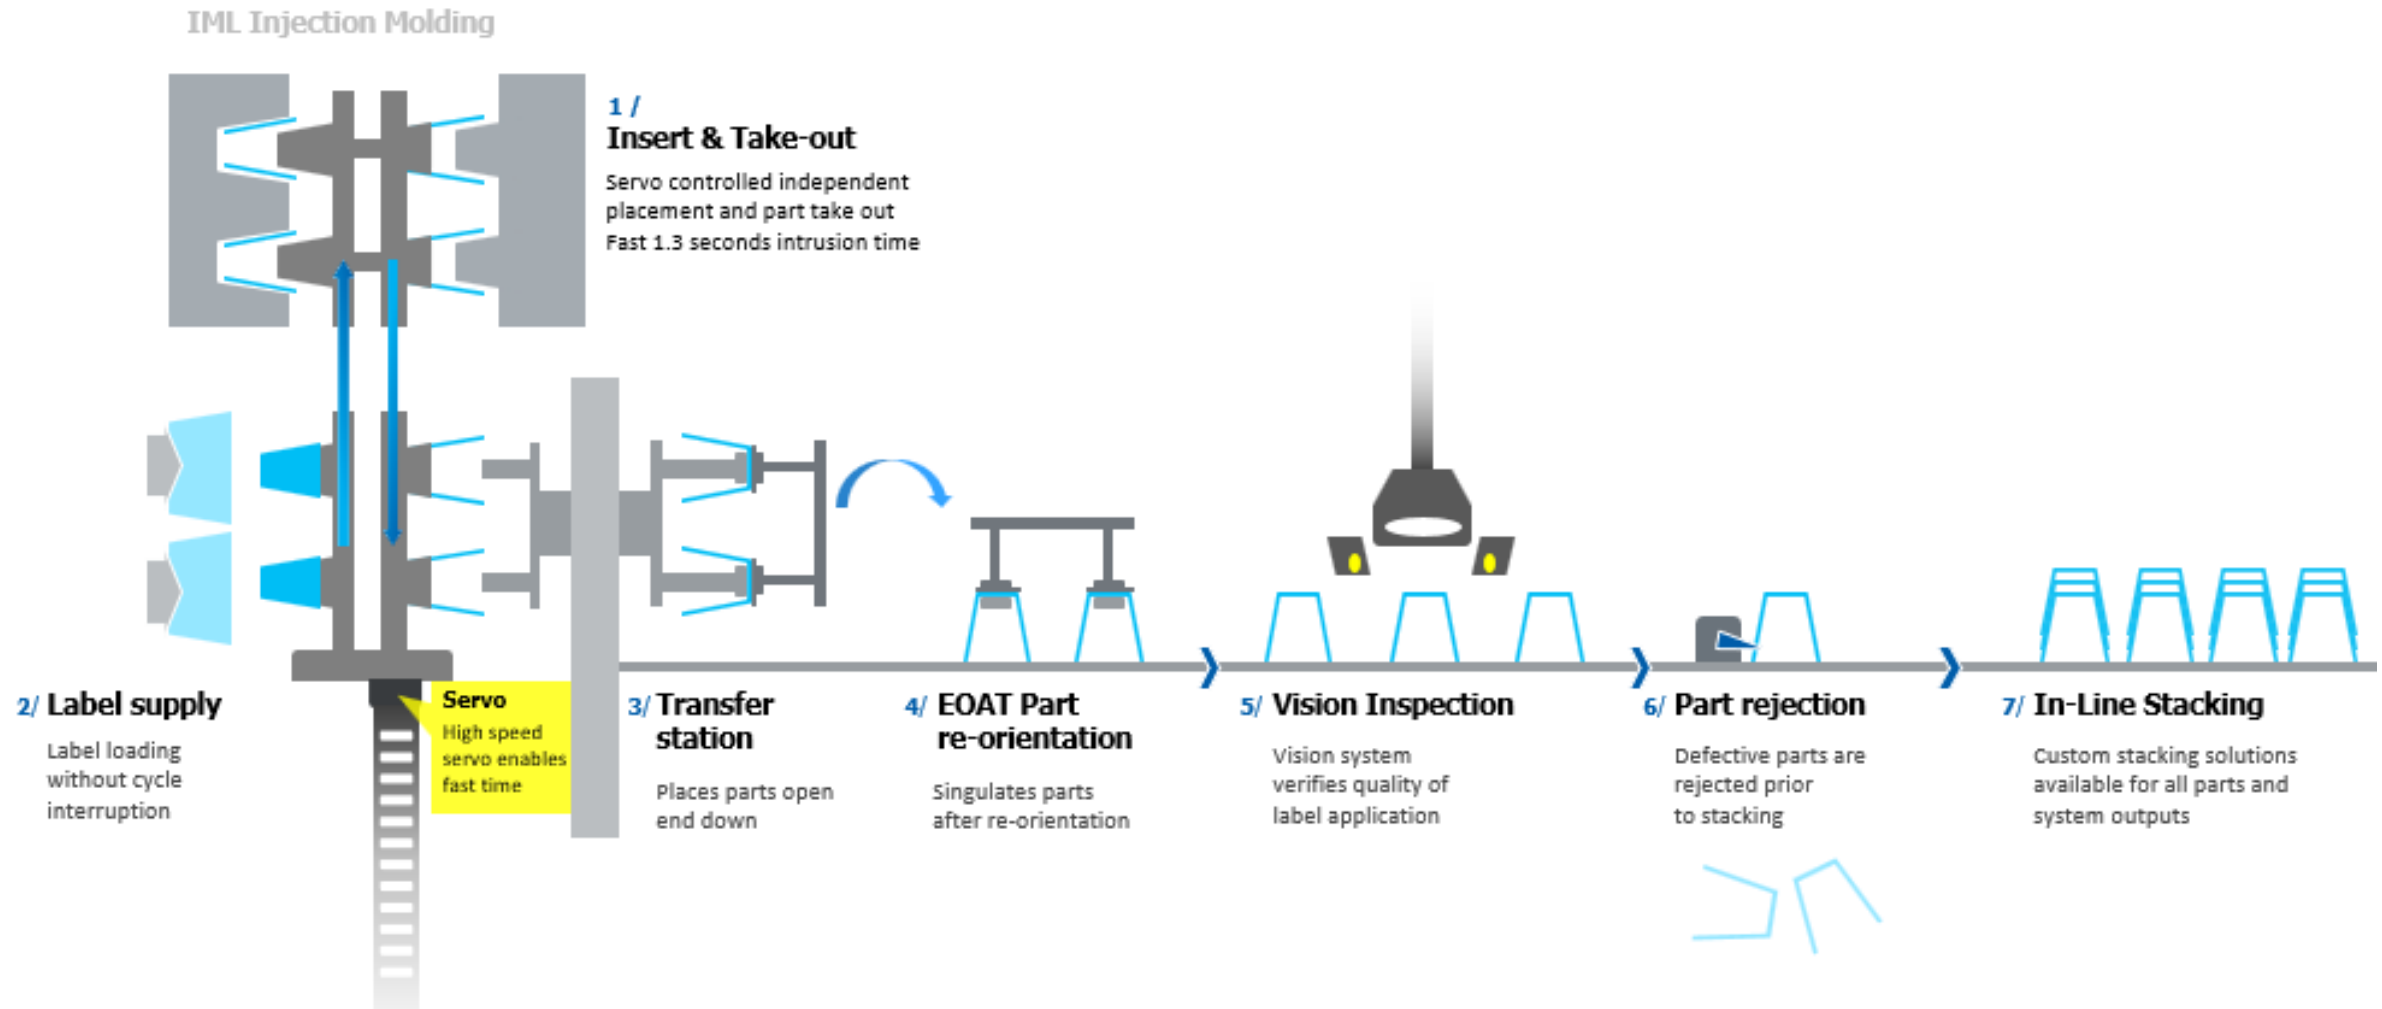 IML Injection Molding
1 /
Insert & Take-out
Servo controlled independent
placement and part take out
Fast 1.3 seconds intrusion time
2/ Label supply
Label loading
without cycle
interruption
Servo
High speed
servo enables
fast time
3/ Transfer
station
Places parts open
end down
4/ EOAT Part
re-orientation
Singulates parts
after re-orientation
5/ Vision Inspection
Vision system
verifies quality of
label application
6/ Part rejection
Defective parts are
rejected prior
to stacking
7/ In-Line Stacking
Custom stacking solutions
available for all parts and
system outputs